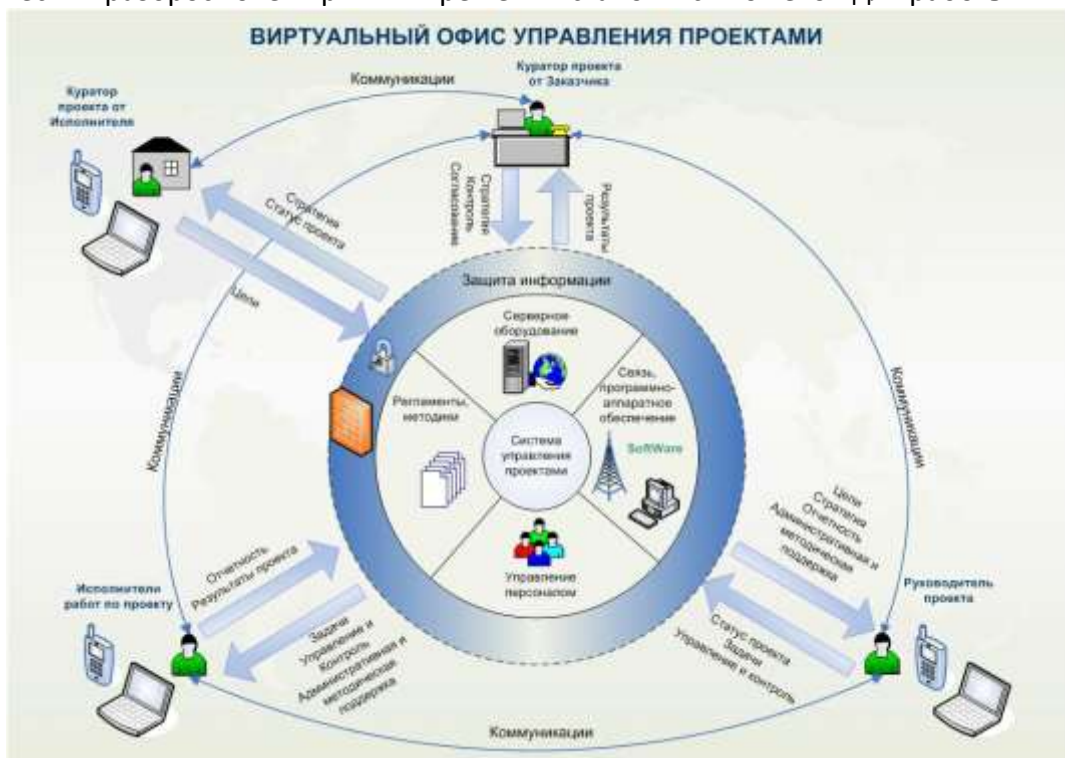 ВИРТУАЛЬНЫЙ ОФИС УПРАВЛЕНИЯ ПРОЕКТАМИ
Куратор проекта
от Заказчика
Коммуникации
Куратор
проекта от
Исполнителя
Стратегия
Контроль
Согласование
Результаты
проекта
Стратегия
Статус проекта
Цели
Защита информации
Серверное
оборудование
Связь,
программно-
аппаратное
обеспечение
SoftWare
Регламенты,
методики
Система
управления
проектами
Управление
персоналом
Коммуникации
Коммуникации
Цели
Стратегия
Отчетность
Административная и
методическая
поддержка
Отчетность
Результаты проекта
Исполнители
работ по проекту
Задачи
Управление и
Контроль
Административная и
методическая
поддержка
Статус проекта
Задачи
Управление и контроль
Руководитель
проекта
Коммуникации